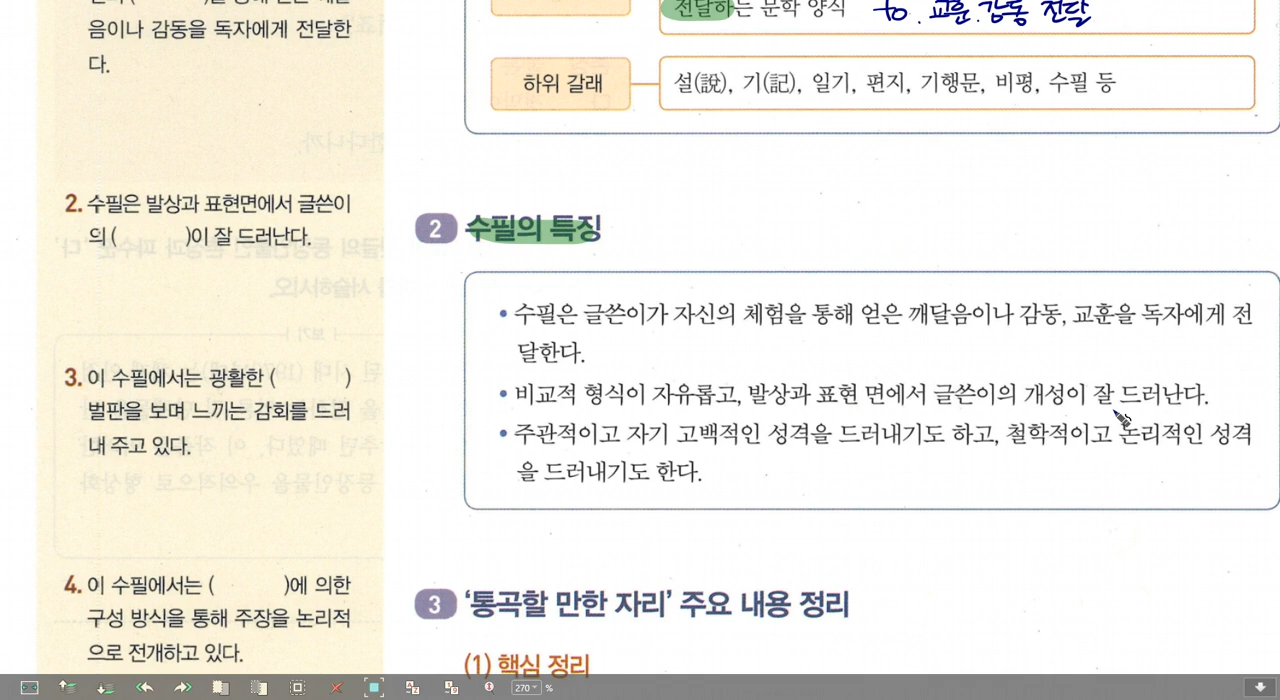 음이나 감동을 독자에게 전달한
다.
2. 수필은 발상과 표현면에서 글쓴이
의( )이 잘 드러난다
3. 이 수필에서는 광활한 ( )
벌판을 보며 느끼는 감회를 드러
내 주고 있다.
4. 이 수필에서는 ( )에 의한
구성 방식을 통해 주장을 논리적
으로 전개하고 있다.
전달하는 문학 양식 to. 교훈.감동 전달
하위 갈래 설(說), 기(記), 일기, 편지, 기행문, 비평, 수필 등
2 수필의 특징
• 수필은 글쓴이가 자신의 체험을 통해 얻은 깨달음이나 감동, 교훈을 독자에게 전
달한다.
• 비교적 형식이 자유롭고, 발상과 표현 면에서 글쓴이의 개성이 잘 드러난다.
• 주관적이고 자기 고백적인 성격을 드러내기도 하고, 철학적이고 논리적인 성격
을 드러내기도 한다.
3 ‘통곡할 만한 자리’ 주요 내용 정리
(1) 핵심 정리
270 %